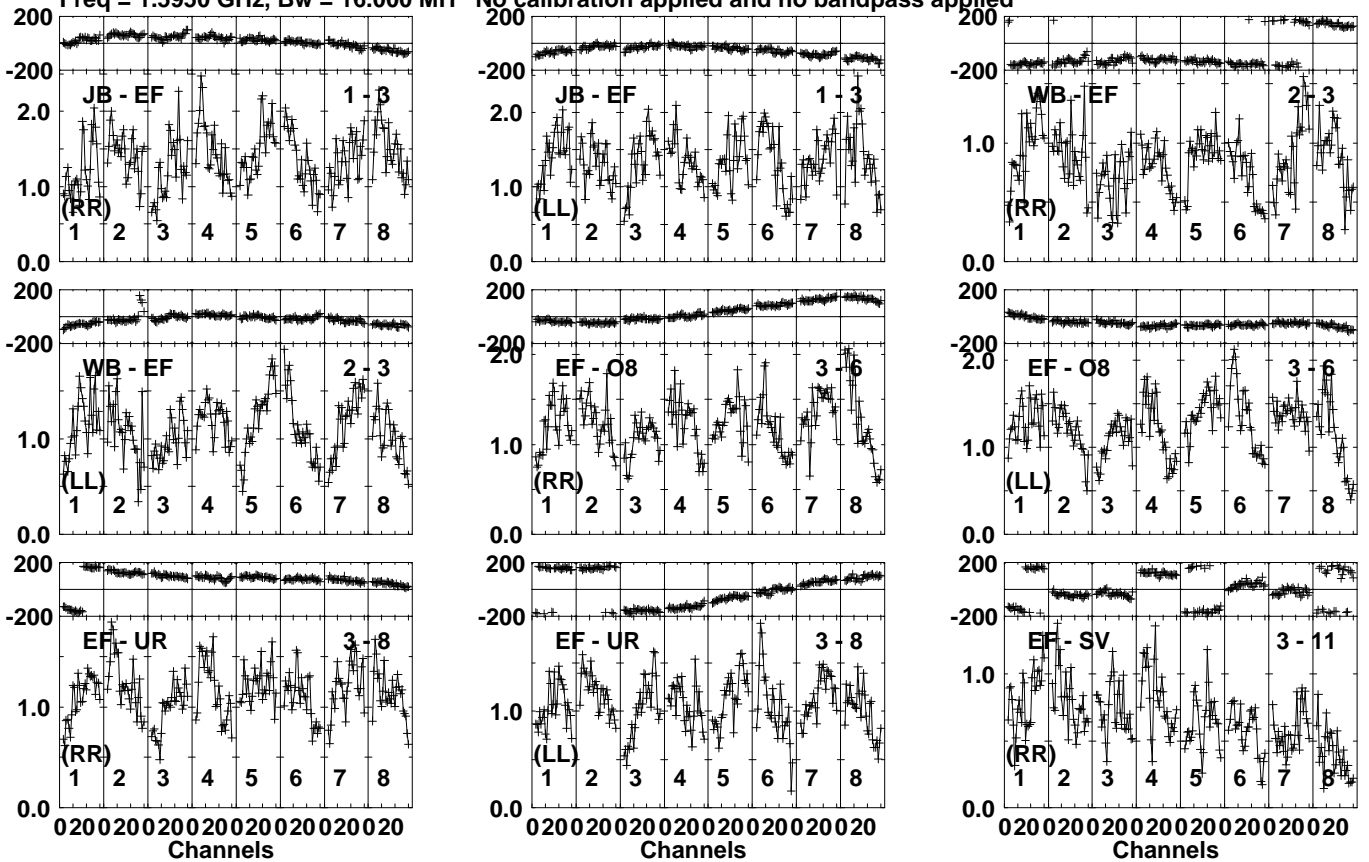 Freq = 1.5950 GHz, Bw = 16.000 MH No calibration applied and no bandpass applied
200 200 200
-200 -200 -200
JB - EF 1 - 3 JB - EF 1 - 3 WB - EF 2 - 3
2.0 2.0
1.0 1.0 1.0
(RR) (LL) (RR)
1 2 3 4 5 6 7 8 1 2 3 4 5 6 7 8 1 2 3 4 5 6 7 8
0.0 0.0 0.0
200 200 200
-200 -200 -200
2.0 2.0
WB - EF 2 - 3 EF - O8 3 - 6 EF - O8 3 - 6
1.0 1.0 1.0
(LL) (RR) (LL)
1 2 3 4 5 6 7 8 1 2 3 4 5 6 7 8 1 2 3 4 5 6 7 8
0.0 0.0 0.0
200 200 200
-200 -200 -200
EF - UR 3 - 8 EF - UR 3 - 8 EF - SV 3 - 11
1.0 1.0 1.0
(RR) (LL) (RR)
1 2 3 4 5 6 7 8 1 2 3 4 5 6 7 8 1 2 3 4 5 6 7 8
0.0 0.0 0.0
0 20 0 20 0 20 0 20 0 20 0 20 0 20 0 20 0 20 0 20 0 20 0 20 0 20 0 20 0 20 0 20 0 20 0 20 0 20 0 20 0 20 0 20 0 20 0 20
Channels Channels Channels